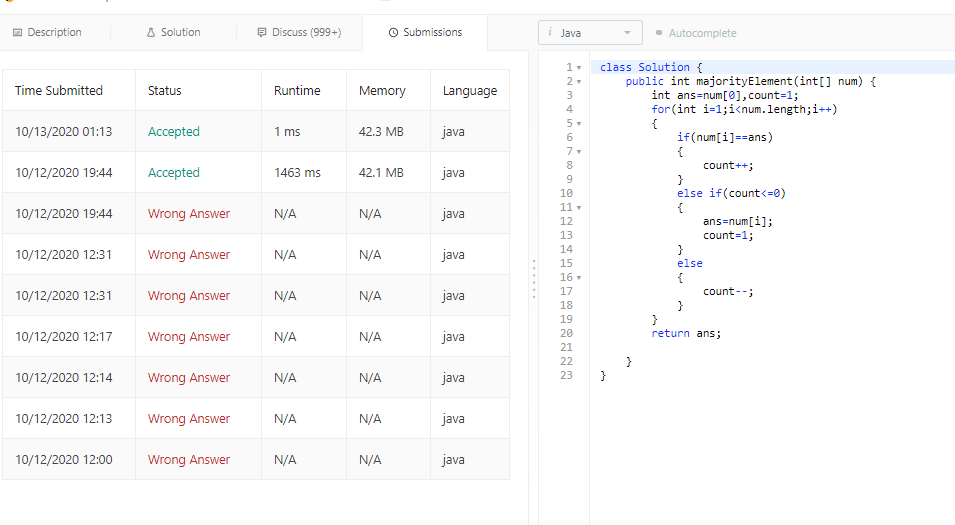 Description Solution Discuss (999+) Submissions
i Java Autocomplete
Time Submitted Status Runtime Memory Language
10/13/2020 01:13 Accepted 1 ms 42.3 MB java
10/12/2020 19:44 Accepted 1463 ms 42.1 MB java
10/12/2020 19:44 Wrong Answer N/A N/A java
10/12/2020 12:31 Wrong Answer N/A N/A java
10/12/2020 12:31 Wrong Answer N/A N/A java
10/12/2020 12:17 Wrong Answer N/A N/A java
10/12/2020 12:14 Wrong Answer N/A N/A java
10/12/2020 12:13 Wrong Answer N/A N/A java
10/12/2020 12:00 Wrong Answer N/A N/A java
1 class Solution {
2     public int majorityElement(int[] num) {
3         int ans=num[0],count=1;
4         for(int i=1;i<num.length;i++)
5         {
6             if(num[i]==ans)
7             {
8                 count++;
9             }
10             else if(count<=0)
11             {
12                 ans=num[i];
13                 count=1;
14             }
15             else
16             {
17                 count--;
18             }
19         }
20         return ans;
21
22     }
23 }